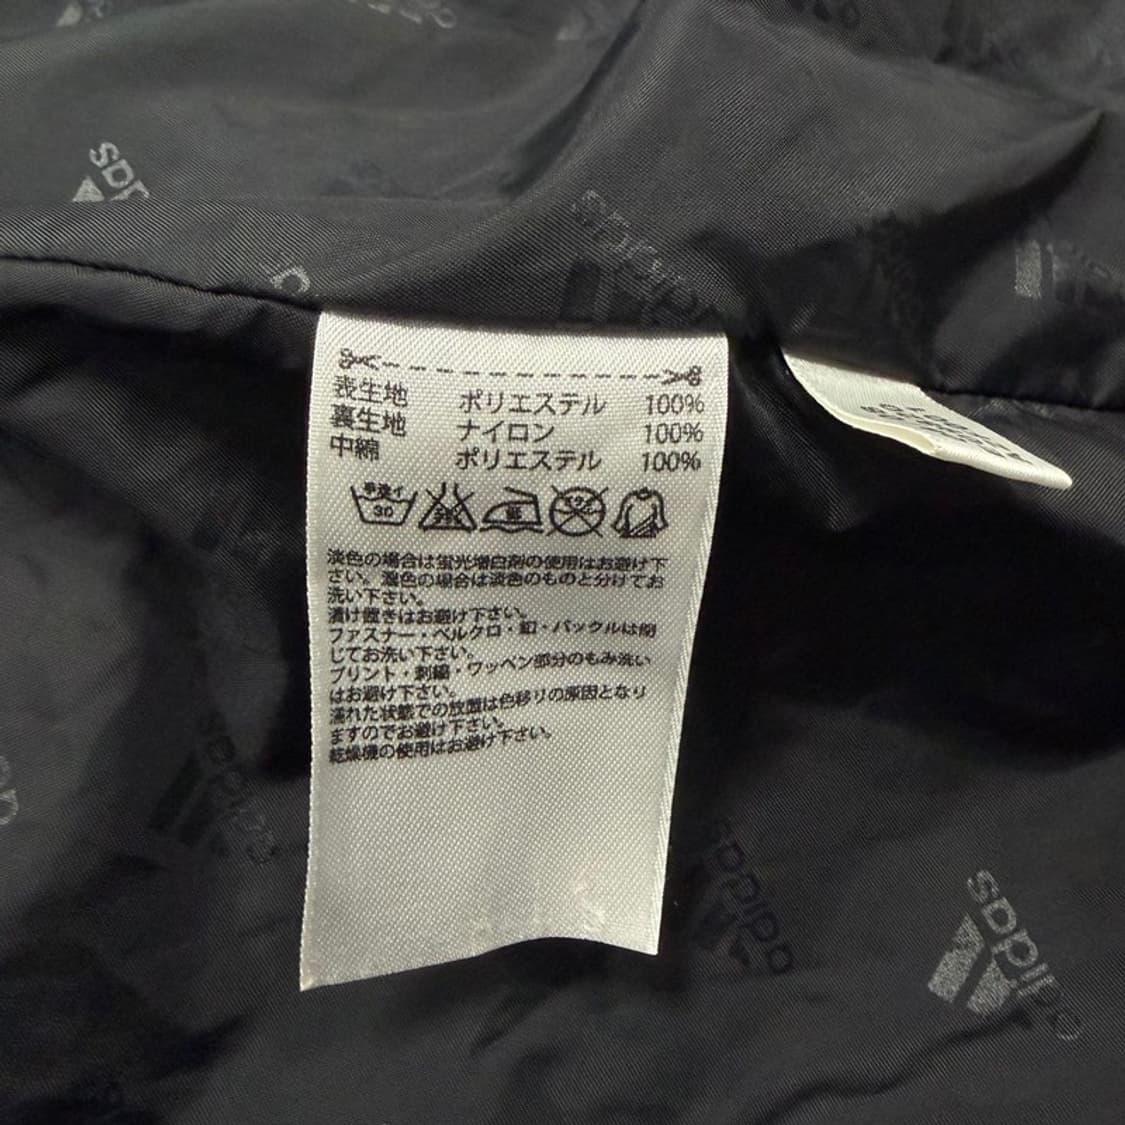 表生地 ポリエステル 100%
裏生地 ナイロン 100%
中綿 ポリエステル 100%
手洗イ
30
淡色の場合は蛍光増白剤の使用はお避け下
さい。濃色の場合は淡色のものと分けてお
洗い下さい。
漬け置きはお避け下さい。
ファスナー・ベルクロ・釦・バックルは閉
じてお洗い下さい。
プリント・刺繍・ワッペン部分のもみ洗い
はお避け下さい。
濡れた状態での放置は色移りの原因となり
ますのでお避け下さい。
乾燥機の使用はお避け下さい。
adidas
adidas
adidas
adidas